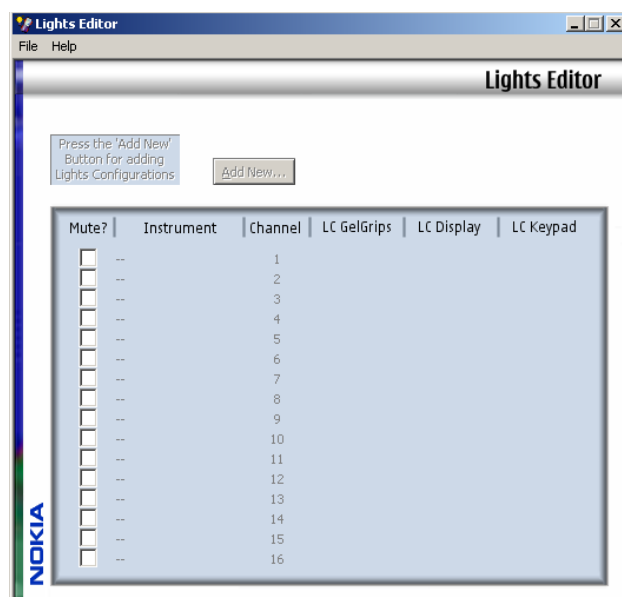 Lights Editor
File Help
Lights Editor
Press the 'Add New'
Button for adding
Lights Configurations
Add New...
Mute? Instrument Channel LC GelGrips LC Display LC Keypad
-- 1
-- 2
-- 3
-- 4
-- 5
-- 6
-- 7
-- 8
-- 9
-- 10
-- 11
-- 12
-- 13
-- 14
-- 15
-- 16
NOKIA